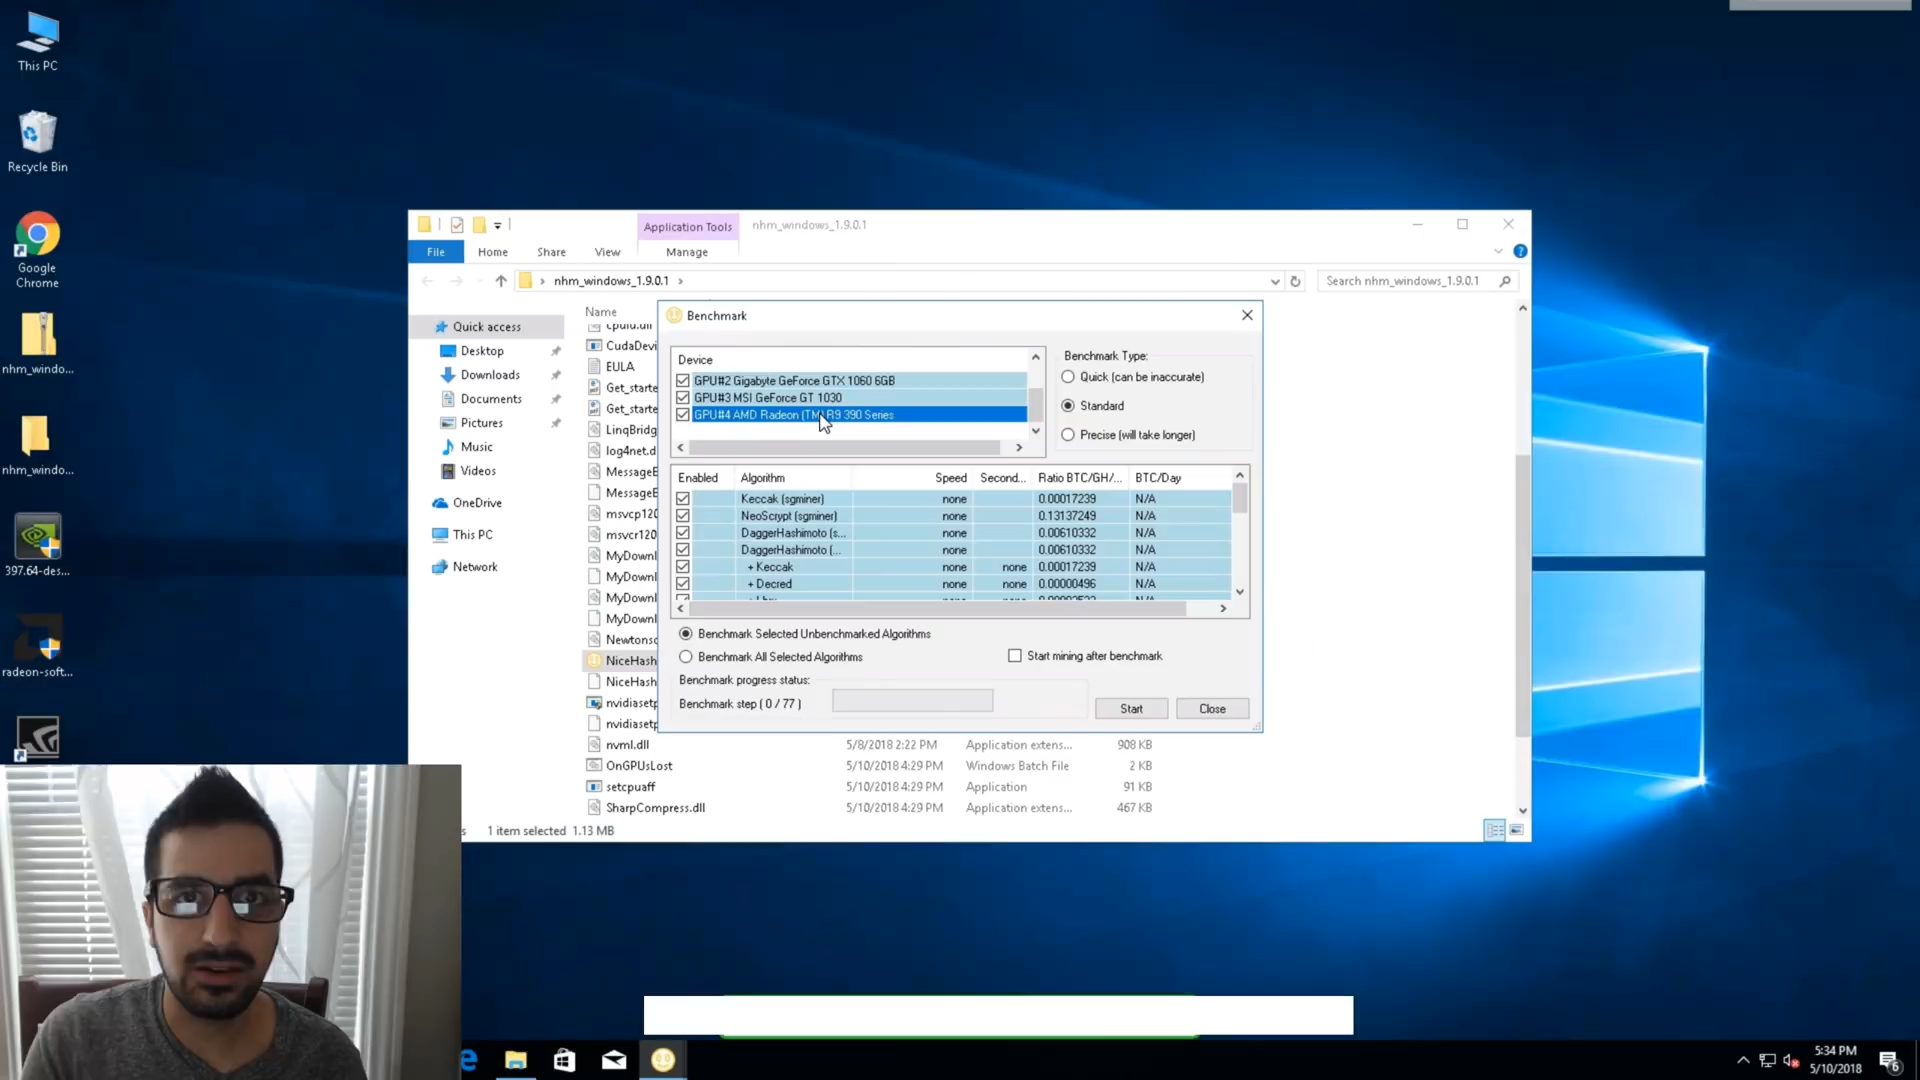 This PC
Recycle Bin
Google
Chrome
nhm_windo...
nhm_windo...
397.64-des...
radeon-soft...
Application Tools
nhm_windows_1.9.0.1
File
Home
Share
View
Manage
nhm_windows_1.9.0.1
Search nhm_windows_1.9.0.1
Quick access
Desktop
Downloads
Documents
Pictures
Music
Videos
OneDrive
This PC
Network
Name
CudaDevi
EULA
Get_starte
Get_starte
LinqBridg
log4net.d
MessageE
MessageE
msvcp120
msvcr120
MyDownl
MyDownl
MyDownl
MyDownl
Newtonsc
NiceHash
NiceHash
nvidiasetp
nvidiasetp
nvml.dll 5/8/2018 2:22 PM Application extens... 908 KB
OnGPUsLost 5/10/2018 4:29 PM Windows Batch File 2 KB
setcpuaff 5/10/2018 4:29 PM Application 91 KB
SharpCompress.dll 5/10/2018 4:29 PM Application extens... 467 KB
1 item selected 1.13 MB
Benchmark
Device
GPU#2 Gigabyte GeForce GTX 1060 6GB
GPU#3 MSI GeForce GT 1030
GPU#4 AMD Radeon (TM) R9 390 Series
Benchmark Type:
Quick (can be inaccurate)
Standard
Precise (will take longer)
Enabled Algorithm Speed Second... Ratio BTC/GH/... BTC/Day
Keccak (sgminer) none 0.00017239 N/A
NeoScrypt (sgminer) none 0.13137249 N/A
DaggerHashimoto (s... none 0.00610332 N/A
DaggerHashimoto (... none 0.00610332 N/A
+ Keccak none none 0.00017239 N/A
+ Decred none none 0.00000496 N/A
Benchmark Selected Unbenchmarked Algorithms
Benchmark All Selected Algorithms
Start mining after benchmark
Benchmark progress status:
Benchmark step ( 0 / 77 )
Start
Close
5:34 PM
5/10/2018
6